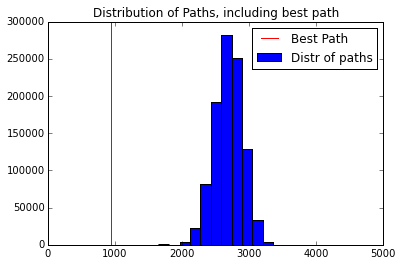 Distribution of Paths, including best path
300000
250000
200000
150000
100000
50000
0
Best Path
Distr of paths
0 1000 2000 3000 4000 5000